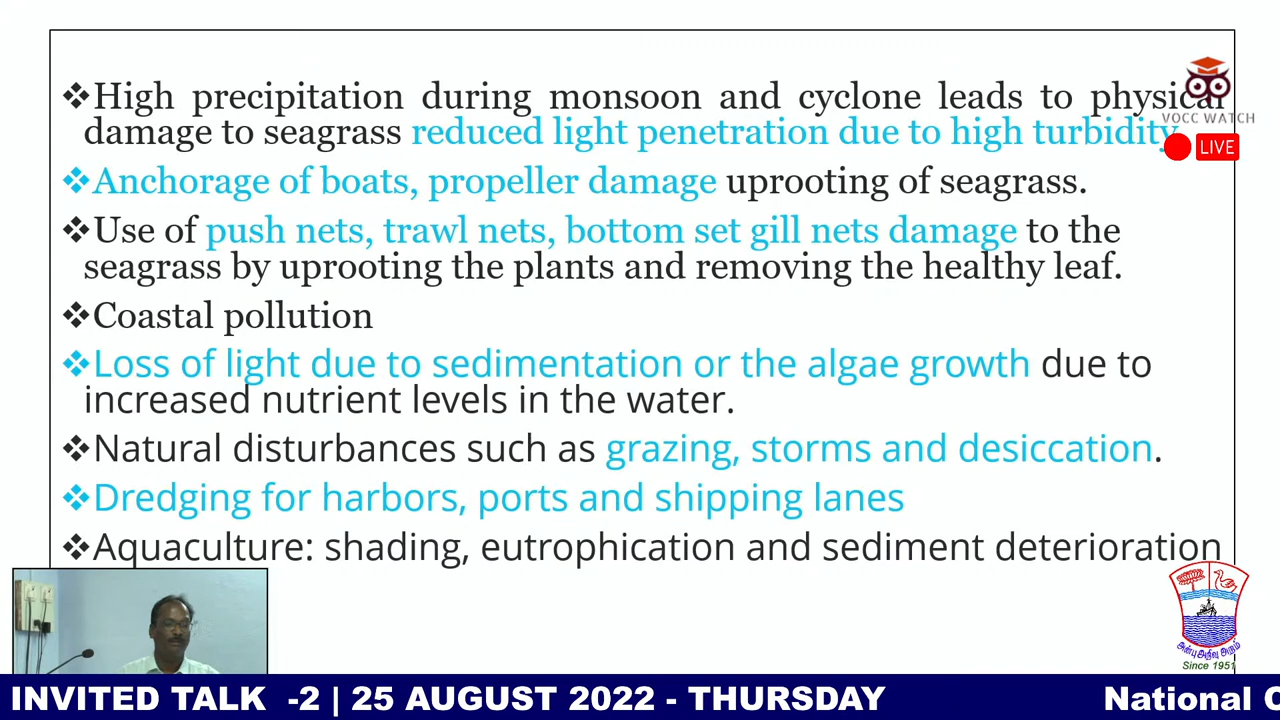 ❖High precipitation during monsoon and cyclone leads to physical
damage to seagrass reduced light penetration due to high turbidity.
❖Anchorage of boats, propeller damage uprooting of seagrass.
❖Use of push nets, trawl nets, bottom set gill nets damage to the
seagrass by uprooting the plants and removing the healthy leaf.
❖Coastal pollution
❖Loss of light due to sedimentation or the algae growth due to
increased nutrient levels in the water.
❖Natural disturbances such as grazing, storms and desiccation.
❖Dredging for harbors, ports and shipping lanes
❖Aquaculture: shading, eutrophication and sediment deterioration
VOCC WATCH
LIVE
அன்பு அறிவு அருள்
Since 1951
INVITED TALK -2 | 25 AUGUST 2022 - THURSDAY
National C